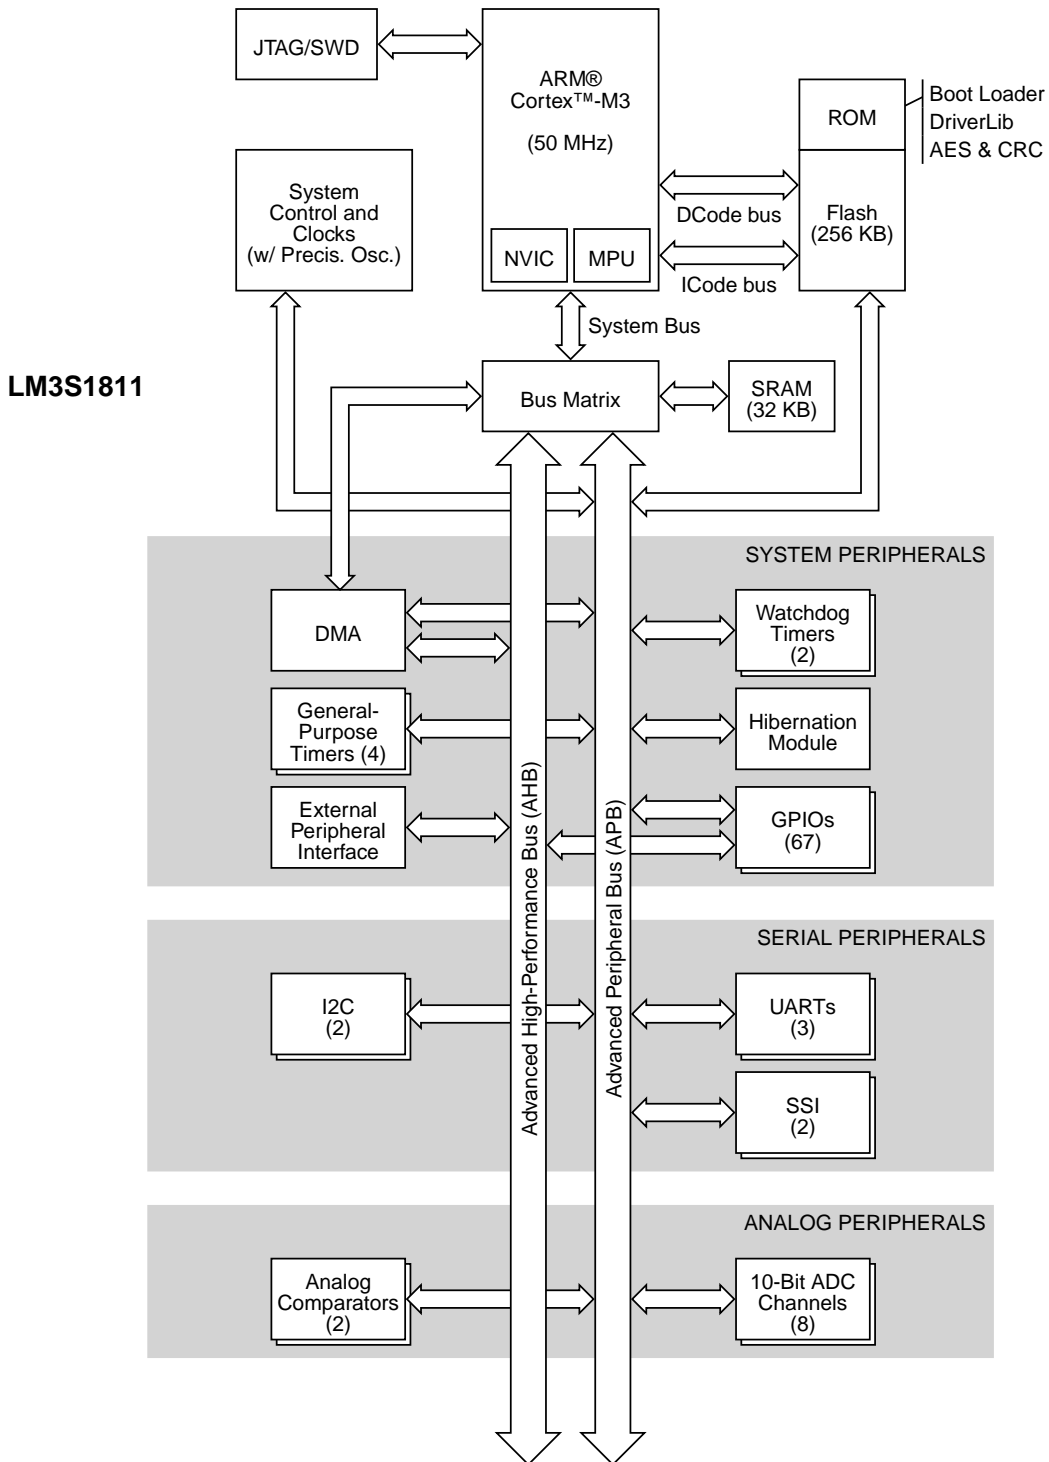 JTAG/SWD
ARM®
Cortex™-M3
(50 MHz)
NVIC
MPU
ROM
Boot Loader
DriverLib
AES & CRC
System
Control and
Clocks
(w/ Precis. Osc.)
DCode bus
Flash
(256 KB)
ICode bus
System Bus
LM3S1811
Bus Matrix
SRAM
(32 KB)
SYSTEM PERIPHERALS
DMA
Watchdog
Timers
(2)
General-
Purpose
Timers (4)
Hibernation
Module
External
Peripheral
Interface
GPIOs
(67)
Advanced High-Performance Bus (AHB)
Advanced Peripheral Bus (APB)
SERIAL PERIPHERALS
I2C
(2)
UARTs
(3)
SSI
(2)
ANALOG PERIPHERALS
Analog
Comparators
(2)
10-Bit ADC
Channels
(8)